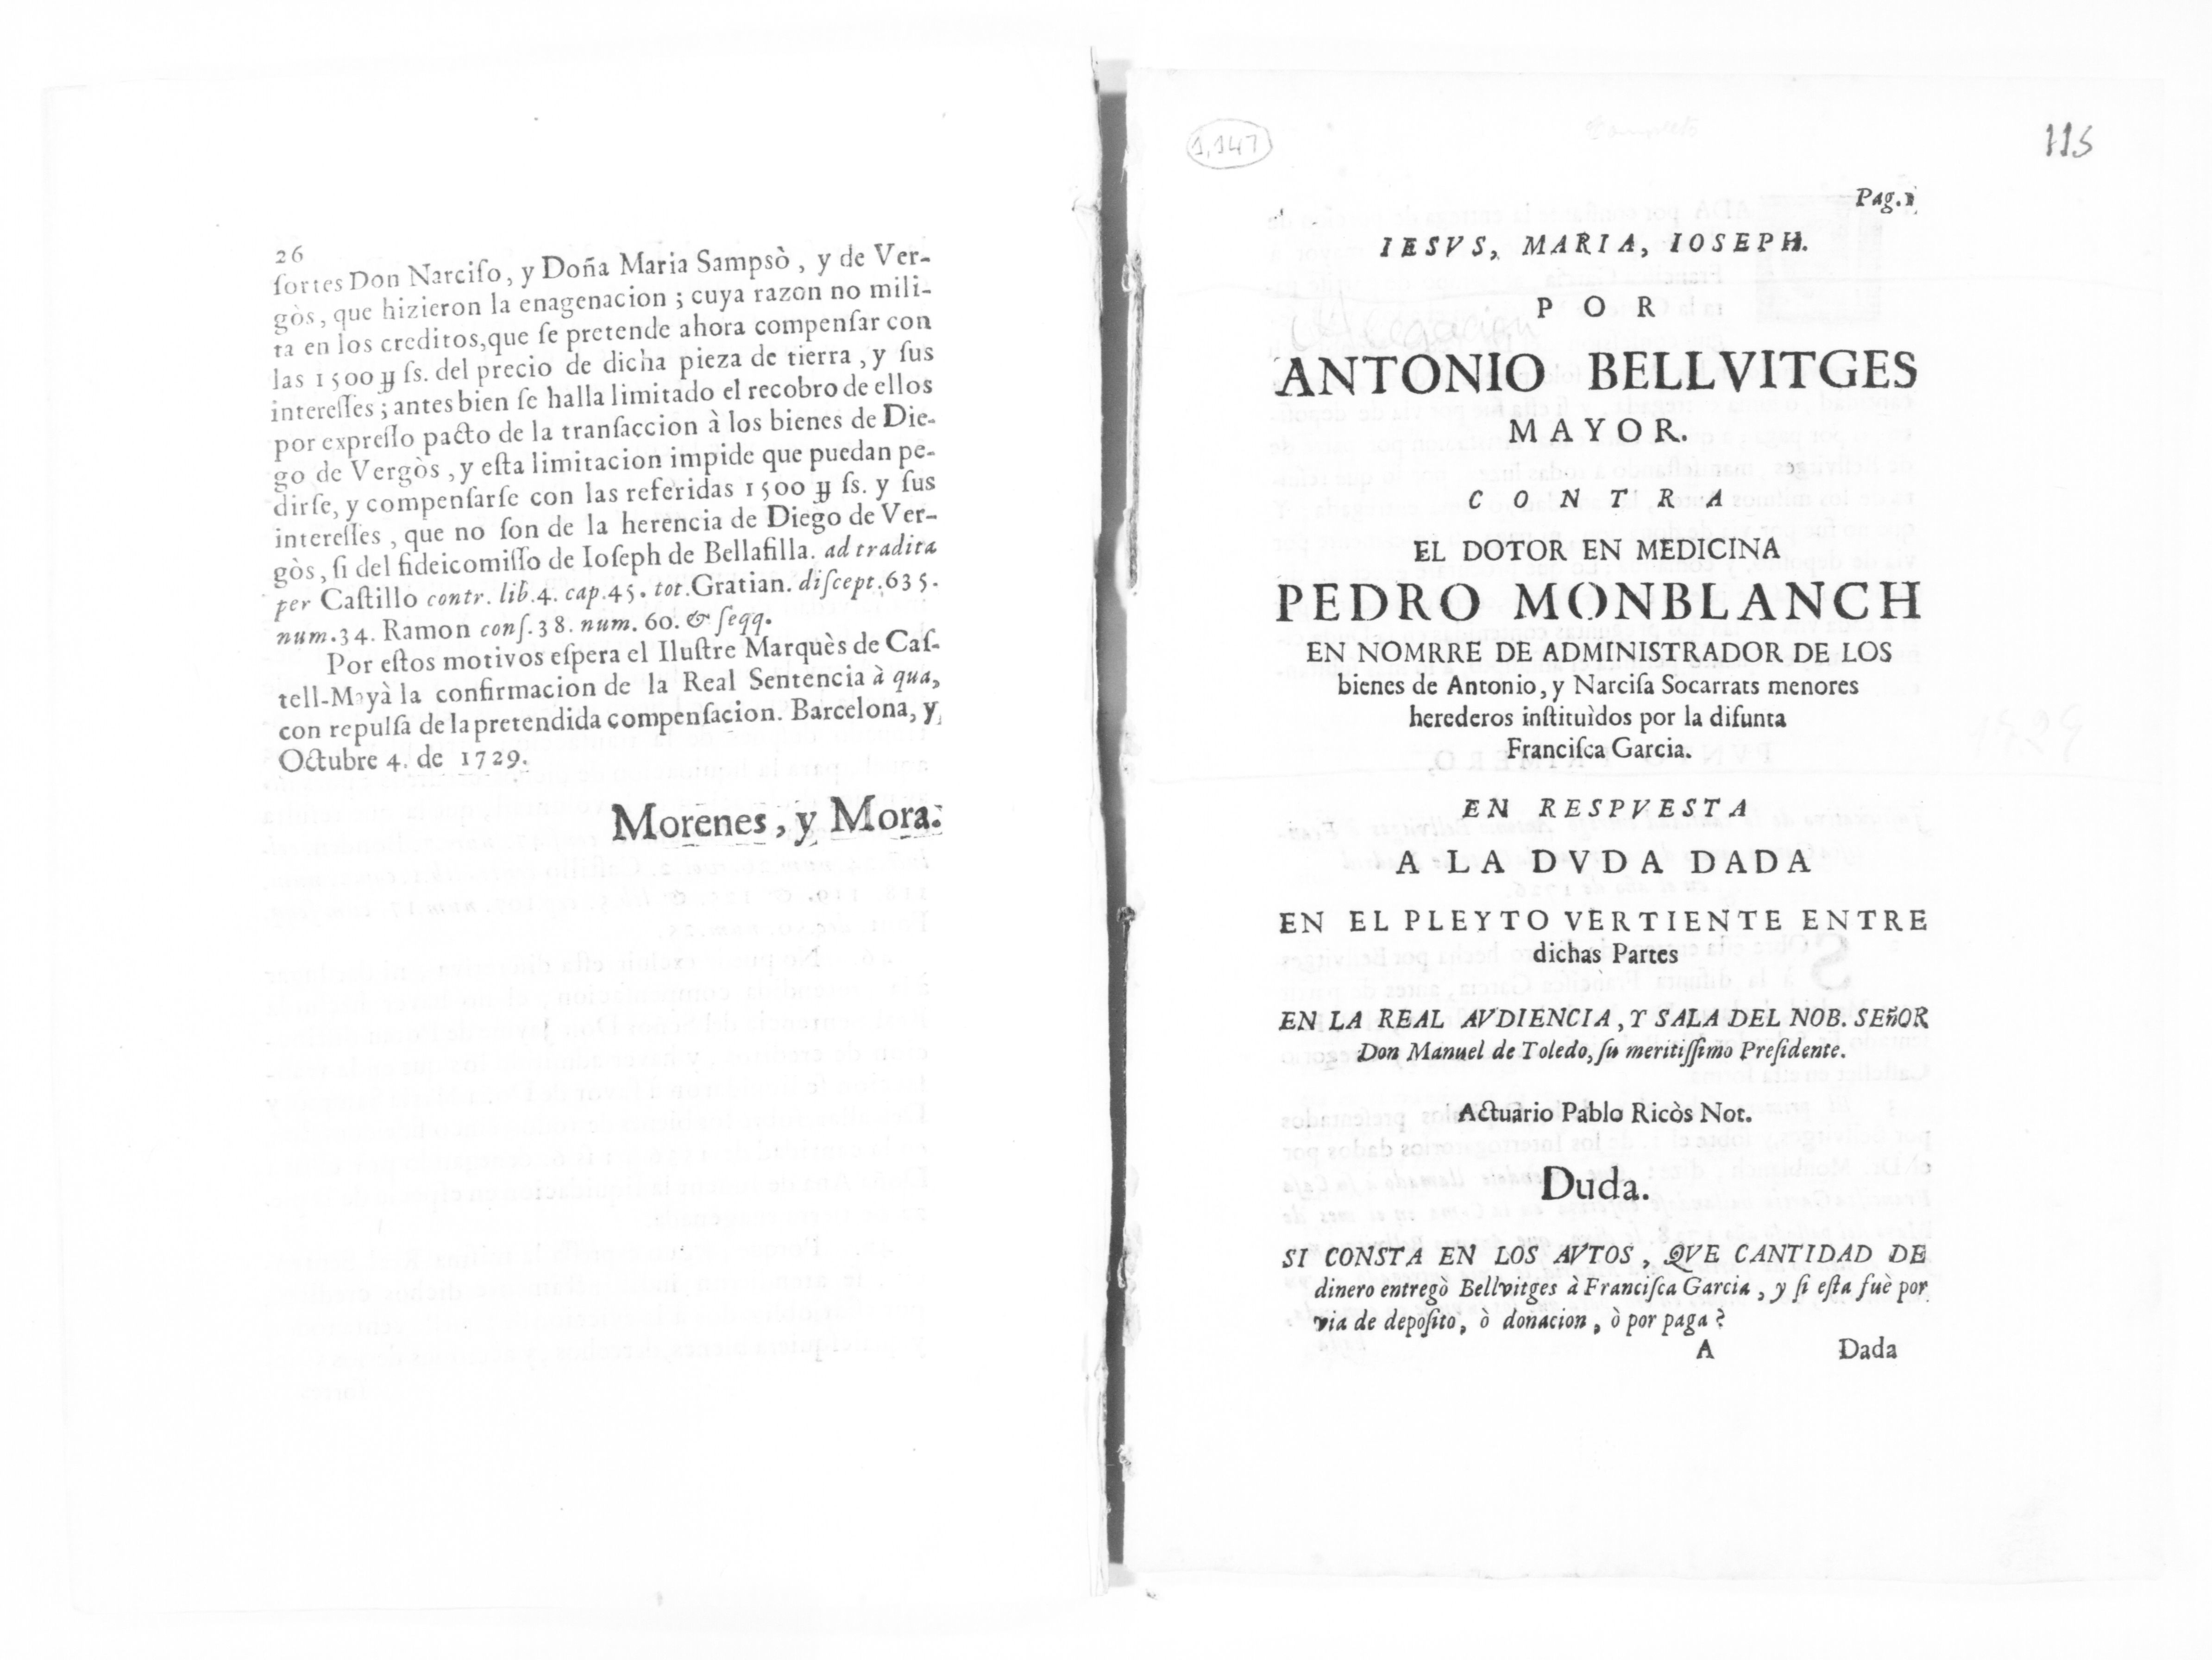 26
ſortes Don Narciſo, y Doña Maria Sampsò, y de Ver-
gòs, que hizieron la enagenacion; cuya razon no mili-
ta en los creditos, que ſe pretende ahora compenſar con
las 1500 ſs. del precio de dicha pieza de tierra, y ſus
intereſſes; antes bien ſe halla limitado el recobro de ellos
por expreſſo pacto de la tranſaccion à los bienes de Die-
go de Vergòs, y eſta limitacion impide que puedan pe-
dirſe, y compenſarſe con las referidas 1500 ſs. y ſus
intereſſes, que no ſon de la herencia de Diego de Ver-
gòs, ſi del fideicomiſſo de Ioſeph de Bellafilla. ad tradita
per Caſtillo contr. lib.4. cap.45. tot. Gratian. diſcept.635.
num.34. Ramon conſ.38. num.60. & ſeqq.
Por eſtos motivos eſpera el Iluſtre Marquès de Caſ-
tell-Mayà la confirmacion de la Real Sentencia à qua,
con repulſa de la pretendida compenſacion. Barcelona, y
Octubre 4. de 1729.
Morenes, y Mora.
1,147
115
Pag.1
IESVS, MARIA, IOSEPH.
POR
Allegacion
ANTONIO BELLVITGES
MAYOR.
CONTRA
EL DOTOR EN MEDICINA
PEDRO MONBLANCH
EN NOMRRE DE ADMINISTRADOR DE LOS
bienes de Antonio, y Narciſa Socarrats menores
herederos inſtituìdos por la difunta
Franciſca Garcia.
1729
EN RESPVESTA
A LA DVDA DADA
EN EL PLEYTO VERTIENTE ENTRE
dichas Partes
EN LA REAL AVDIENCIA, Y SALA DEL NOB. SEñOR
Don Manuel de Toledo, ſu meritiſſimo Preſidente.
Actuario Pablo Ricòs Not.
Duda.
SI CONSTA EN LOS AVTOS, QVE CANTIDAD DE
dinero entregò Bellvitges à Franciſca Garcia, y ſi eſta fuè por
via de depoſito, ò donacion, ò por paga?
A Dada